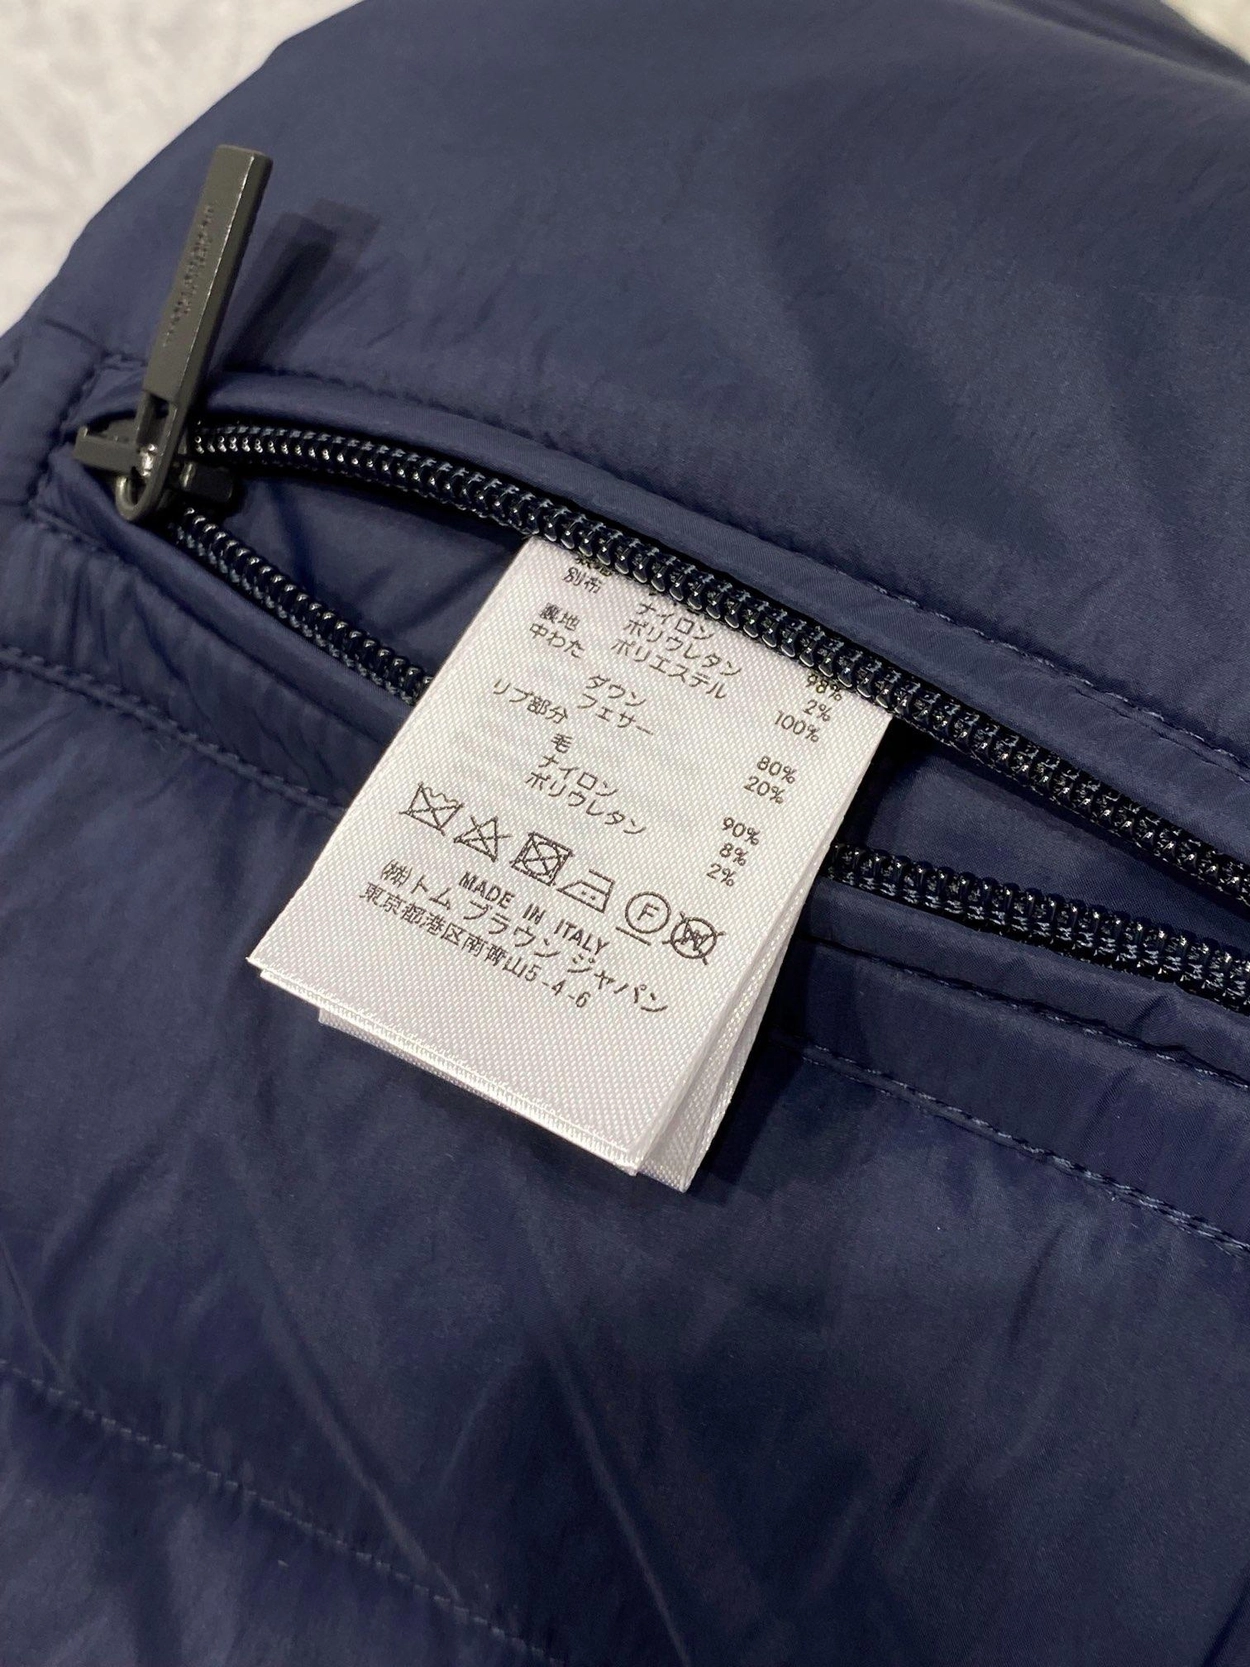 別布
ナイロン 98%
ポリウレタン 2%
裏地 ポリエステル 100%
中わた
ダウン 80%
フェザー 20%
リブ部分
毛 90%
ナイロン 8%
ポリウレタン 2%
F
W
MADE IN ITALY
㈱トム ブラウン ジャパン
東京都港区南青山5-4-6